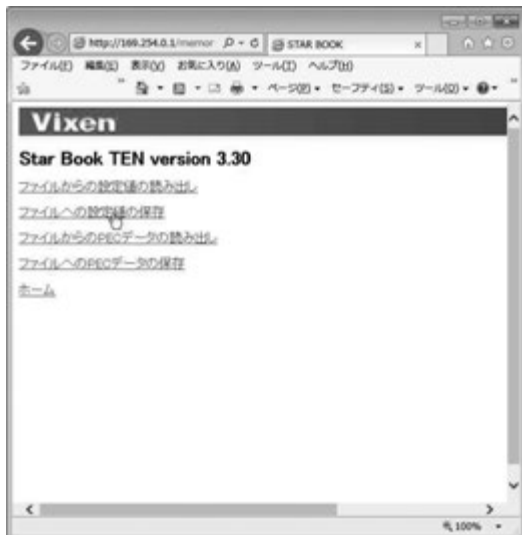 http://169.254.0.1/memor
STAR BOOK
ファイル(F) 編集(E) 表示(V) お気に入り(A) ツール(T) ヘルプ(H)
ページ(P) セーフティ(S) ツール(O)
Vixen
Star Book TEN version 3.30
ファイルからの設定値の読み出し
ファイルへの設定値の保存
ファイルからのPECデータの読み出し
ファイルへのPECデータの保存
ホーム
100%